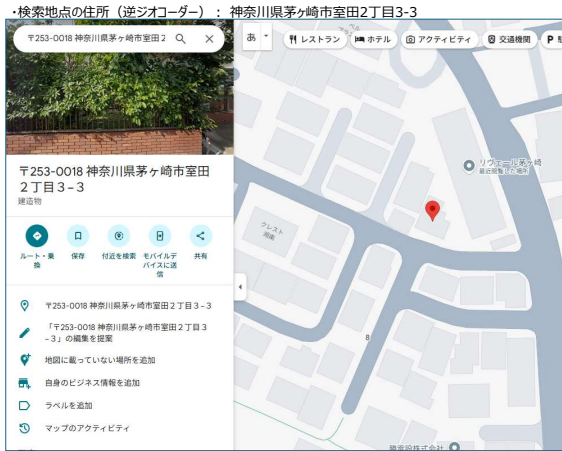 ･検索地点の住所（逆ジオコーダー）： 神奈川県茅ヶ崎市室田2丁目3-3
〒253-0018 神奈川県茅ヶ崎市室田２
あ
レストラン
ホテル
アクティビティ
交通機関
P
〒253-0018 神奈川県茅ヶ崎市室田
２丁目３−３
建造物
ルート・乗
換
保存
付近を検索
モバイルデ
バイスに送
信
共有
〒253-0018 神奈川県茅ヶ崎市室田２丁目３−３
「〒253-0018 神奈川県茅ヶ崎市室田２丁目３
−３」の編集を提案
地図に載っていない場所を追加
自身のビジネス情報を追加
ラベルを追加
マップのアクティビティ
リヴェール茅ヶ崎
最近閲覧した場所
クレスト
湘南
8